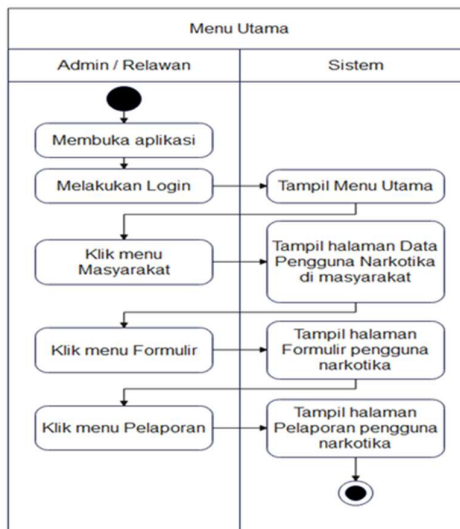 Menu Utama
Admin / Relawan
Sistem
Membuka aplikasi
Melakukan Login
Tampil Menu Utama
Klik menu
Masyarakat
Tampil halaman Data
Pengguna Narkotika
di masyarakat
Klik menu Formulir
Tampil halaman
Formulir pengguna
narkotika
Klik menu Pelaporan
Tampil halaman
Pelaporan pengguna
narkotika